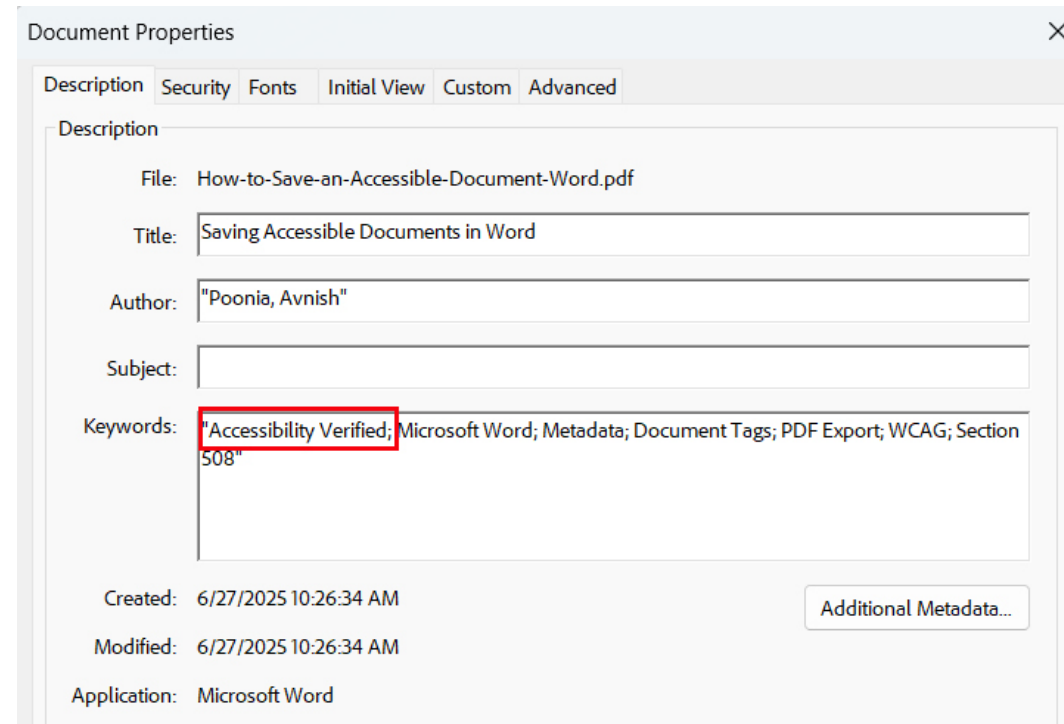 Document Properties
Description Security Fonts Initial View Custom Advanced
Description
File: How-to-Save-an-Accessible-Document-Word.pdf
Title: Saving Accessible Documents in Word
Author: "Poonia, Avnish"
Subject:
Keywords: "Accessibility Verified; Microsoft Word; Metadata; Document Tags; PDF Export; WCAG; Section
508"
Created: 6/27/2025 10:26:34 AM
Additional Metadata...
Modified: 6/27/2025 10:26:34 AM
Application: Microsoft Word